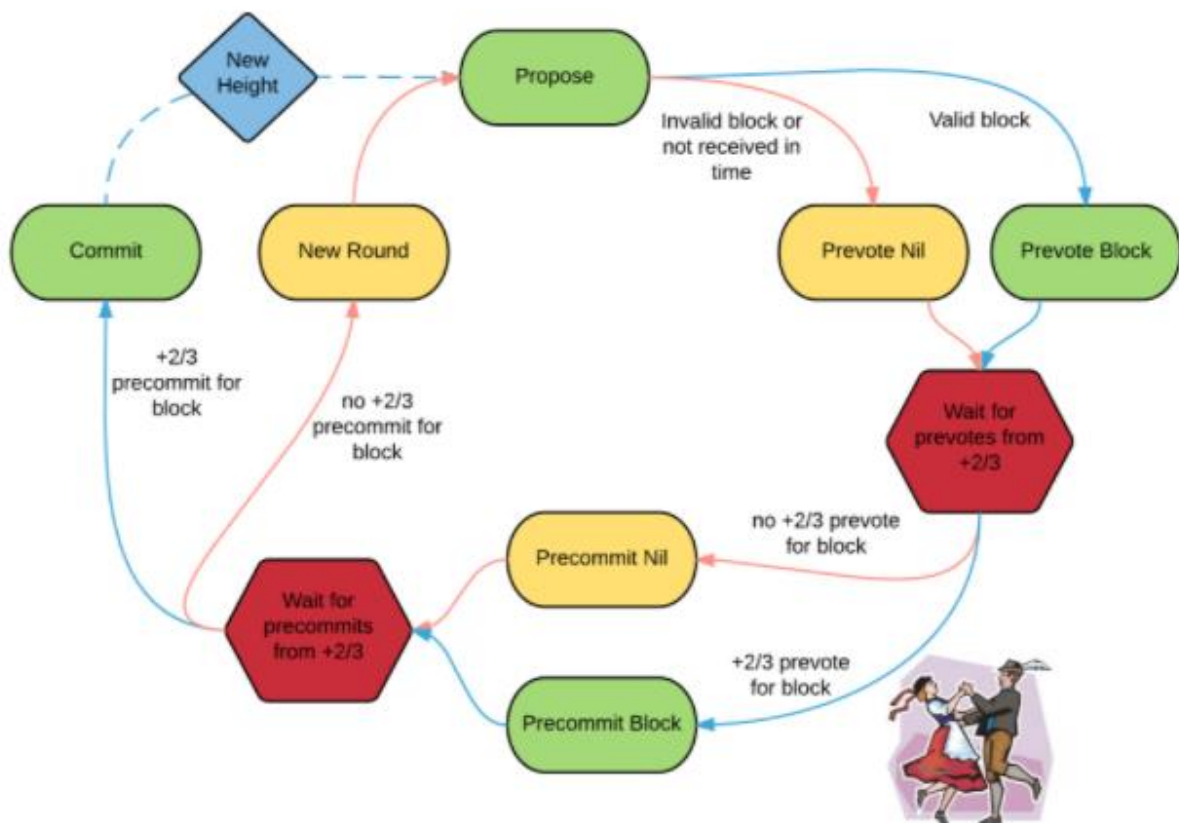 New
Height
Propose
Invalid block or
not received in
time
Valid block
Commit
New Round
Prevote Nil
Prevote Block
+2/3
precommit for
block
no +2/3
precommit for
block
Wait for
prevotes from
+2/3
no +2/3 prevote
for block
Precommit Nil
Wait for
precommits
from +2/3
+2/3 prevote
for block
Precommit Block